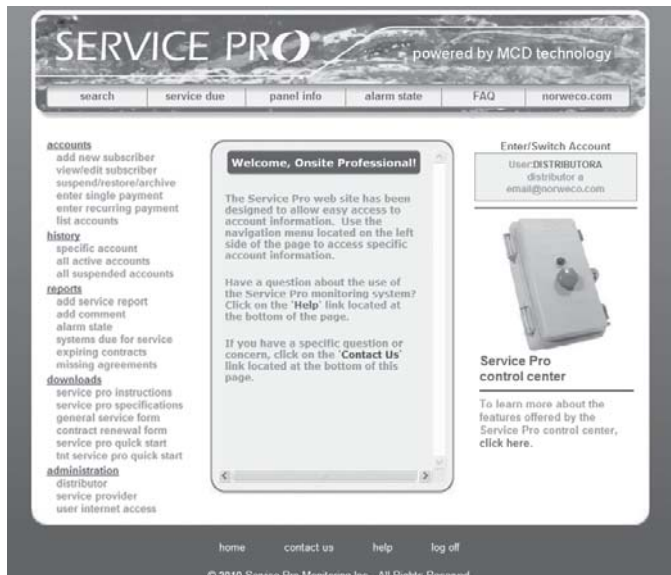 SERVICE PRO
powered by MCD technology
search service due panel info alarm state FAQ norweco.com
accounts
add new subscriber
view/edit subscriber
suspend/restore/archive
enter single payment
enter recurring payment
list accounts
history
specific account
all active accounts
all suspended accounts
reports
add service report
add comment
alarm state
systems due for service
expiring contracts
missing agreements
downloads
service pro instructions
service pro specifications
general service form
contract renewal form
service pro quick start
tnt service pro quick start
administration
distributor
service provider
user internet access
Welcome, Onsite Professional!
The Service Pro web site has been
designed to allow easy access to
account information. Use the
navigation menu located on the left
side of the page to access specific
account information.
Have a question about the use of
the Service Pro monitoring system?
Click on the 'Help' link located at
the bottom of the page.
If you have a specific question or
concern, click on the 'Contact Us'
link located at the bottom of this
page.
Enter/Switch Account
User:DISTRIBUTORA
distributor a
email@norweco.com
Service Pro
control center
To learn more about the
features offered by the
Service Pro control center,
click here.
home contact us help log off
© 2010 Service Pro Monitoring Inc. All Rights Reserved